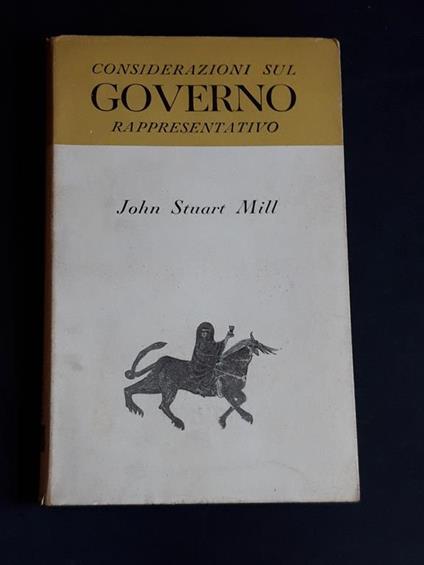 CONSIDERAZIONI SUL
GOVERNO
RAPPRESENTATIVO
John Stuart Mill